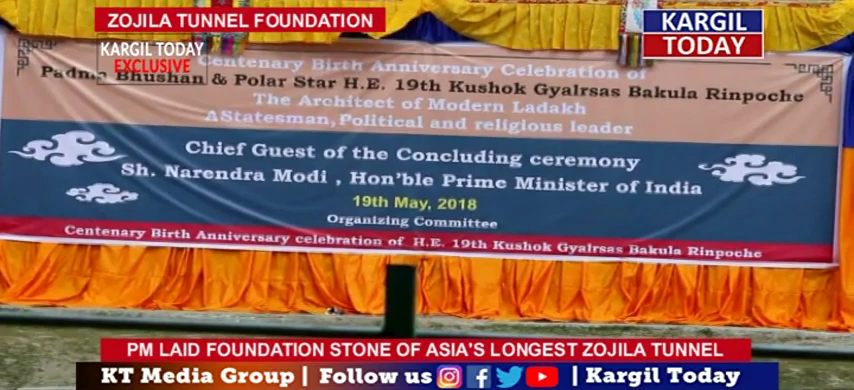 ZOJILA TUNNEL FOUNDATION
KARGIL TODAY
EXCLUSIVE
KARGIL
TODAY
Centenary Birth Anniversary Celebration of
Padma Bhushan & Polar Star H.E. 19th Kushok Gyalrsas Bakula Rinpoche
The Architect of Modern Ladakh
A Statesman, Political and religious leader
Chief Guest of the Concluding ceremony
Sh. Narendra Modi , Hon'ble Prime Minister of India
19th May, 2018
Organizing Committee
Centenary Birth Anniversary celebration of H.E. 19th Kushok Gyalrsas Bakula Rinpoche
PM LAID FOUNDATION STONE OF ASIA'S LONGEST ZOJILA TUNNEL
KT Media Group | Follow us | Kargil Today